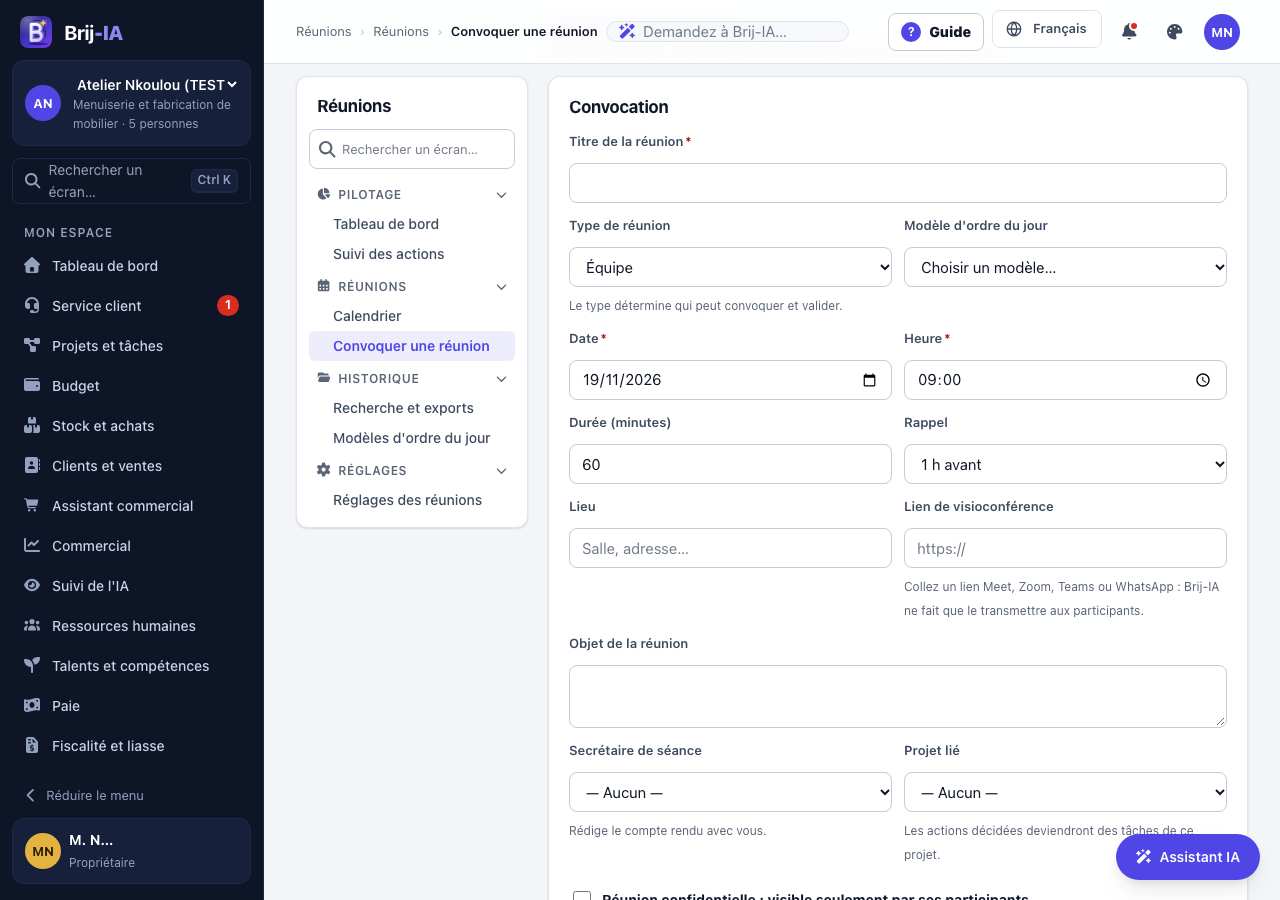 Brij-IA
AN
Atelier Nkoulou (TEST
Menuiserie et fabrication de
mobilier · 5 personnes
Rechercher un
écran...
Ctrl K
MON ESPACE
Tableau de bord
Service client
1
Projets et tâches
Budget
Stock et achats
Clients et ventes
Assistant commercial
Commercial
Suivi de l'IA
Ressources humaines
Talents et compétences
Paie
Fiscalité et liasse
Réduire le menu
MN
M. N...
Propriétaire
Réunions › Réunions › Convoquer une réunion
Demandez à Brij-IA...
? Guide
Français
MN
Réunions
Rechercher un écran...
PILOTAGE
Tableau de bord
Suivi des actions
RÉUNIONS
Calendrier
Convoquer une réunion
HISTORIQUE
Recherche et exports
Modèles d'ordre du jour
RÉGLAGES
Réglages des réunions
Convocation
Titre de la réunion*
Type de réunion
Modèle d'ordre du jour
Équipe
Choisir un modèle...
Le type détermine qui peut convoquer et valider.
Date*
Heure*
19/11/2026
09:00
Durée (minutes)
Rappel
60
1 h avant
Lieu
Lien de visioconférence
Salle, adresse...
https://
Collez un lien Meet, Zoom, Teams ou WhatsApp : Brij-IA
ne fait que le transmettre aux participants.
Objet de la réunion
Secrétaire de séance
Projet lié
— Aucun —
— Aucun —
Rédige le compte rendu avec vous.
Les actions décidées deviendront des tâches de ce
projet.
Assistant IA
Réunion confidentielle : visible seulement par ses participants